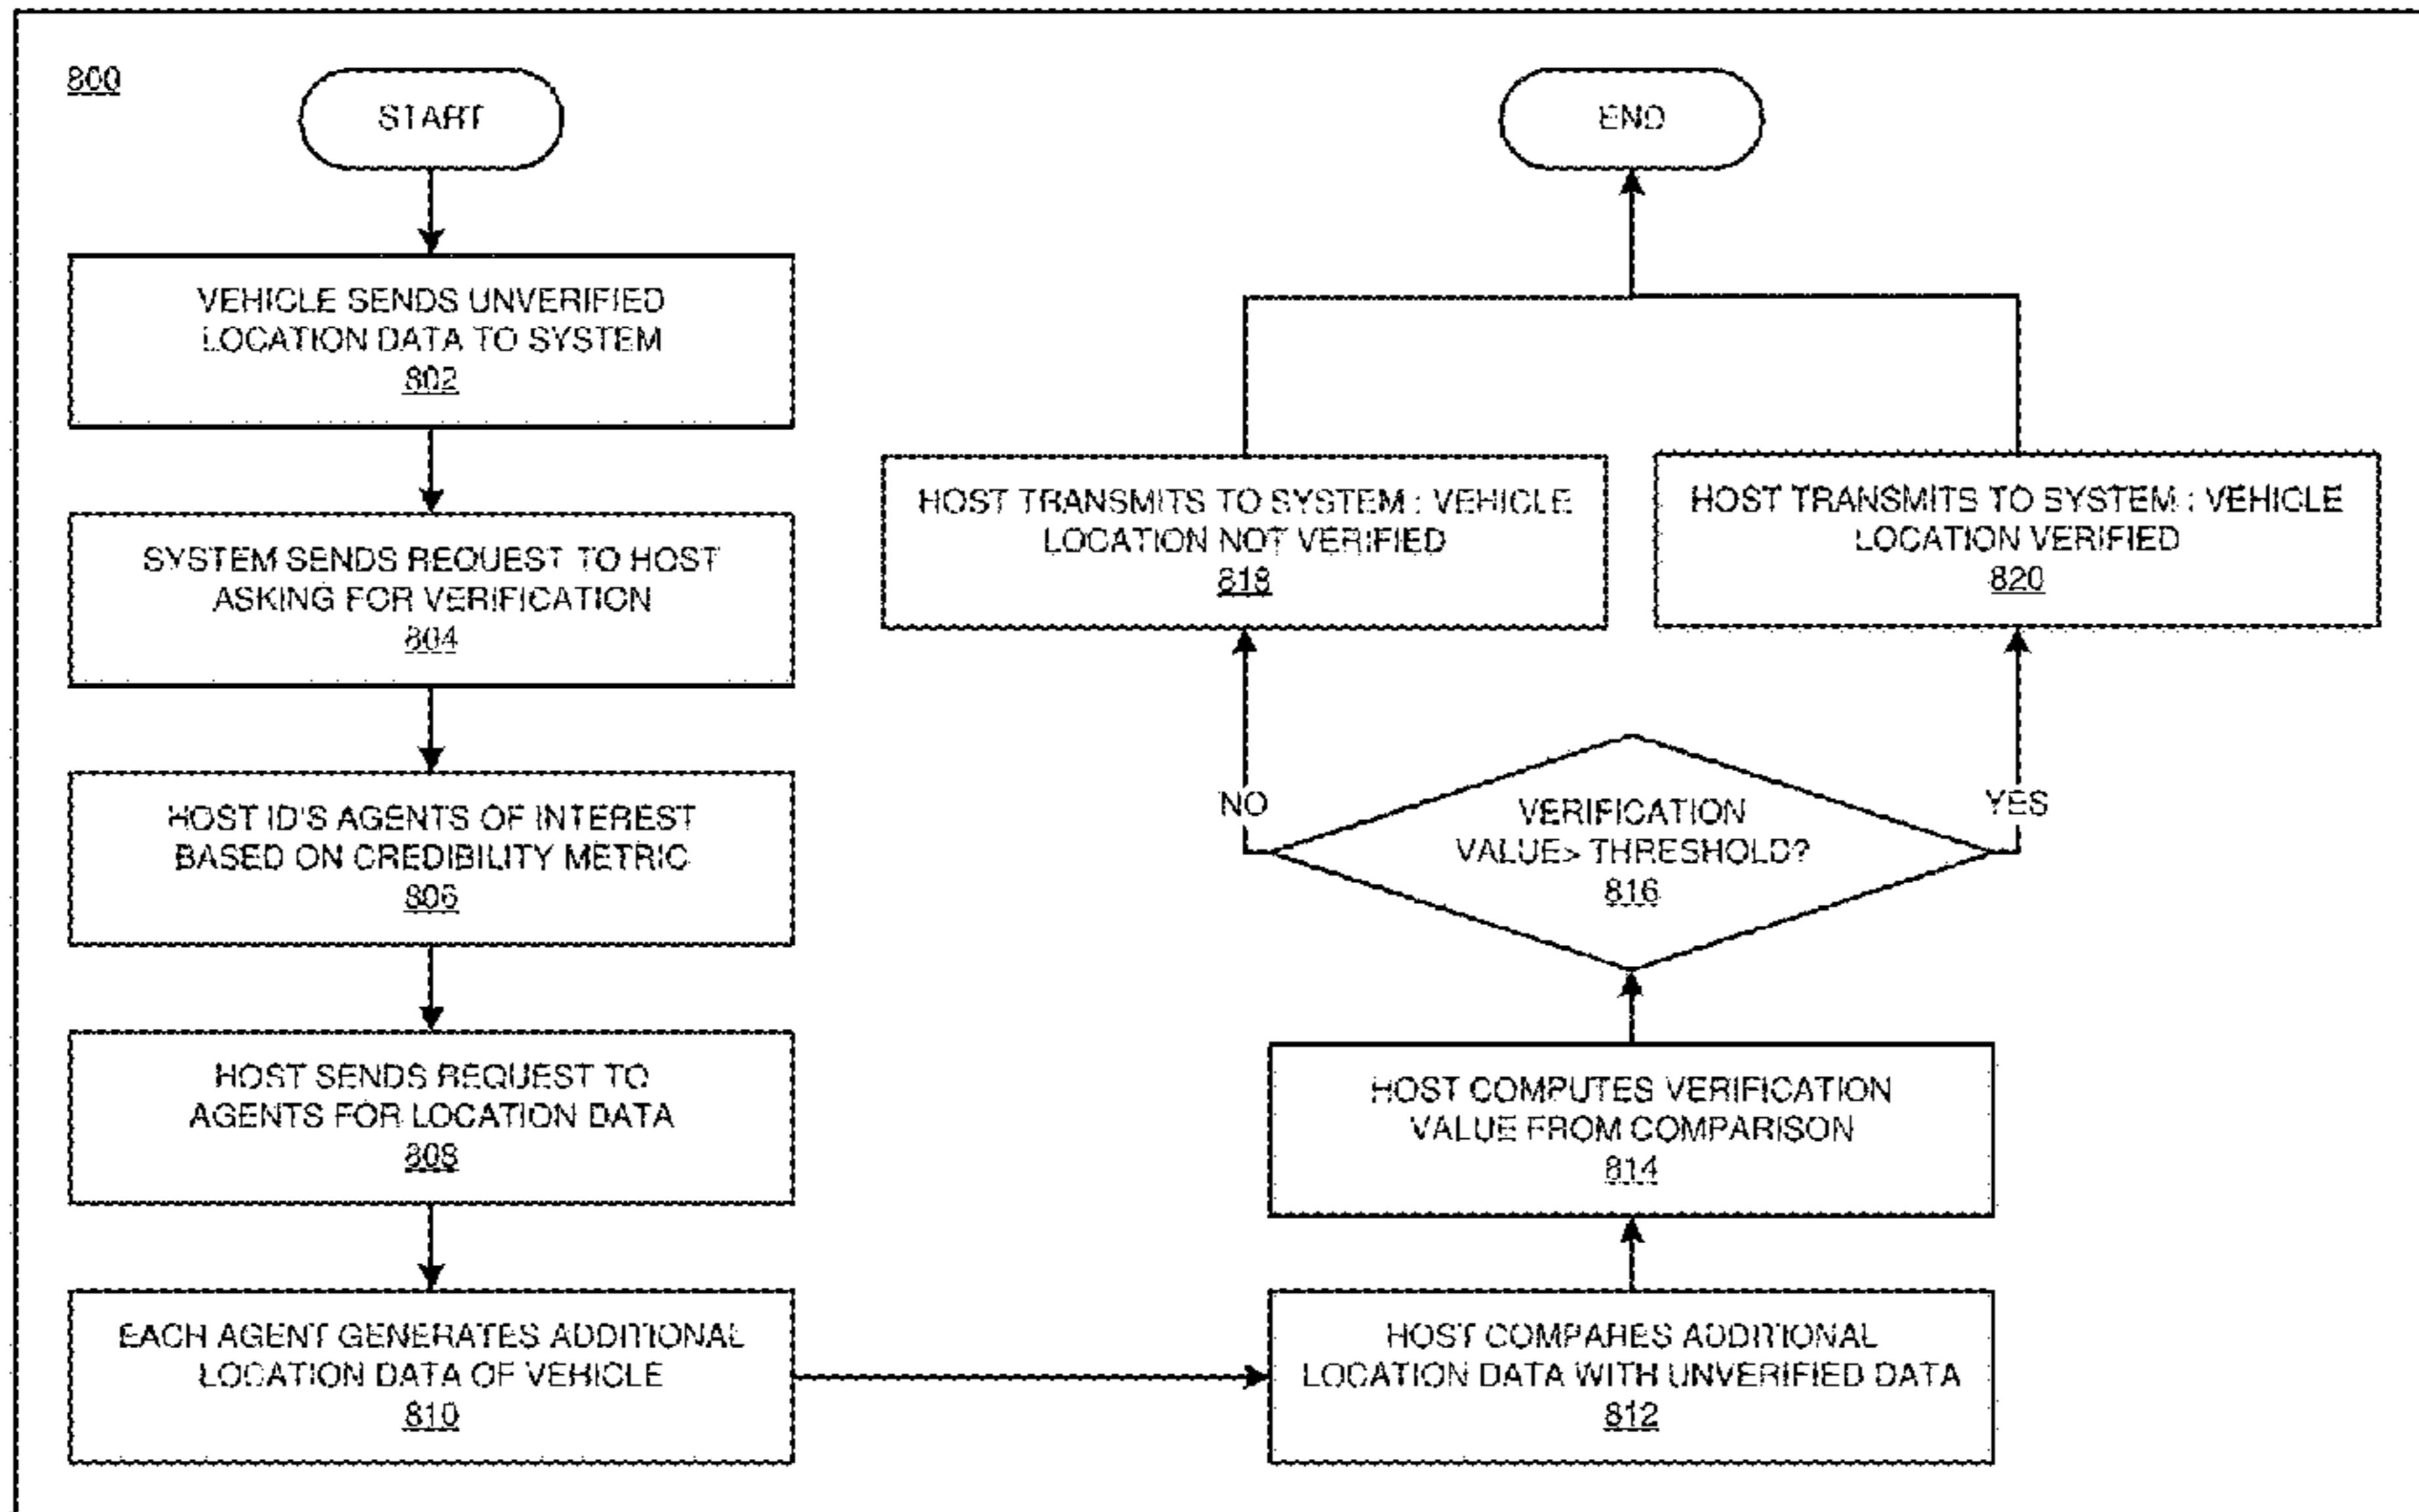 800
START
VEHICLE SENDS UNVERIFIED
LOCATION DATA TO SYSTEM
802
SYSTEM SENDS REQUEST TO HOST
ASKING FOR VERIFICATION
804
HOST ID'S AGENTS OF INTEREST
BASED ON CREDIBILITY METRIC
806
HOST SENDS REQUEST TO
AGENTS FOR LOCATION DATA
808
EACH AGENT GENERATES ADDITIONAL
LOCATION DATA OF VEHICLE
810
HOST COMPARES ADDITIONAL
LOCATION DATA WITH UNVERIFIED DATA
812
HOST COMPUTES VERIFICATION
VALUE FROM COMPARISON
814
VERIFICATION
VALUE> THRESHOLD?
816
NO
YES
HOST TRANSMITS TO SYSTEM : VEHICLE
LOCATION NOT VERIFIED
818
HOST TRANSMITS TO SYSTEM : VEHICLE
LOCATION VERIFIED
820
END